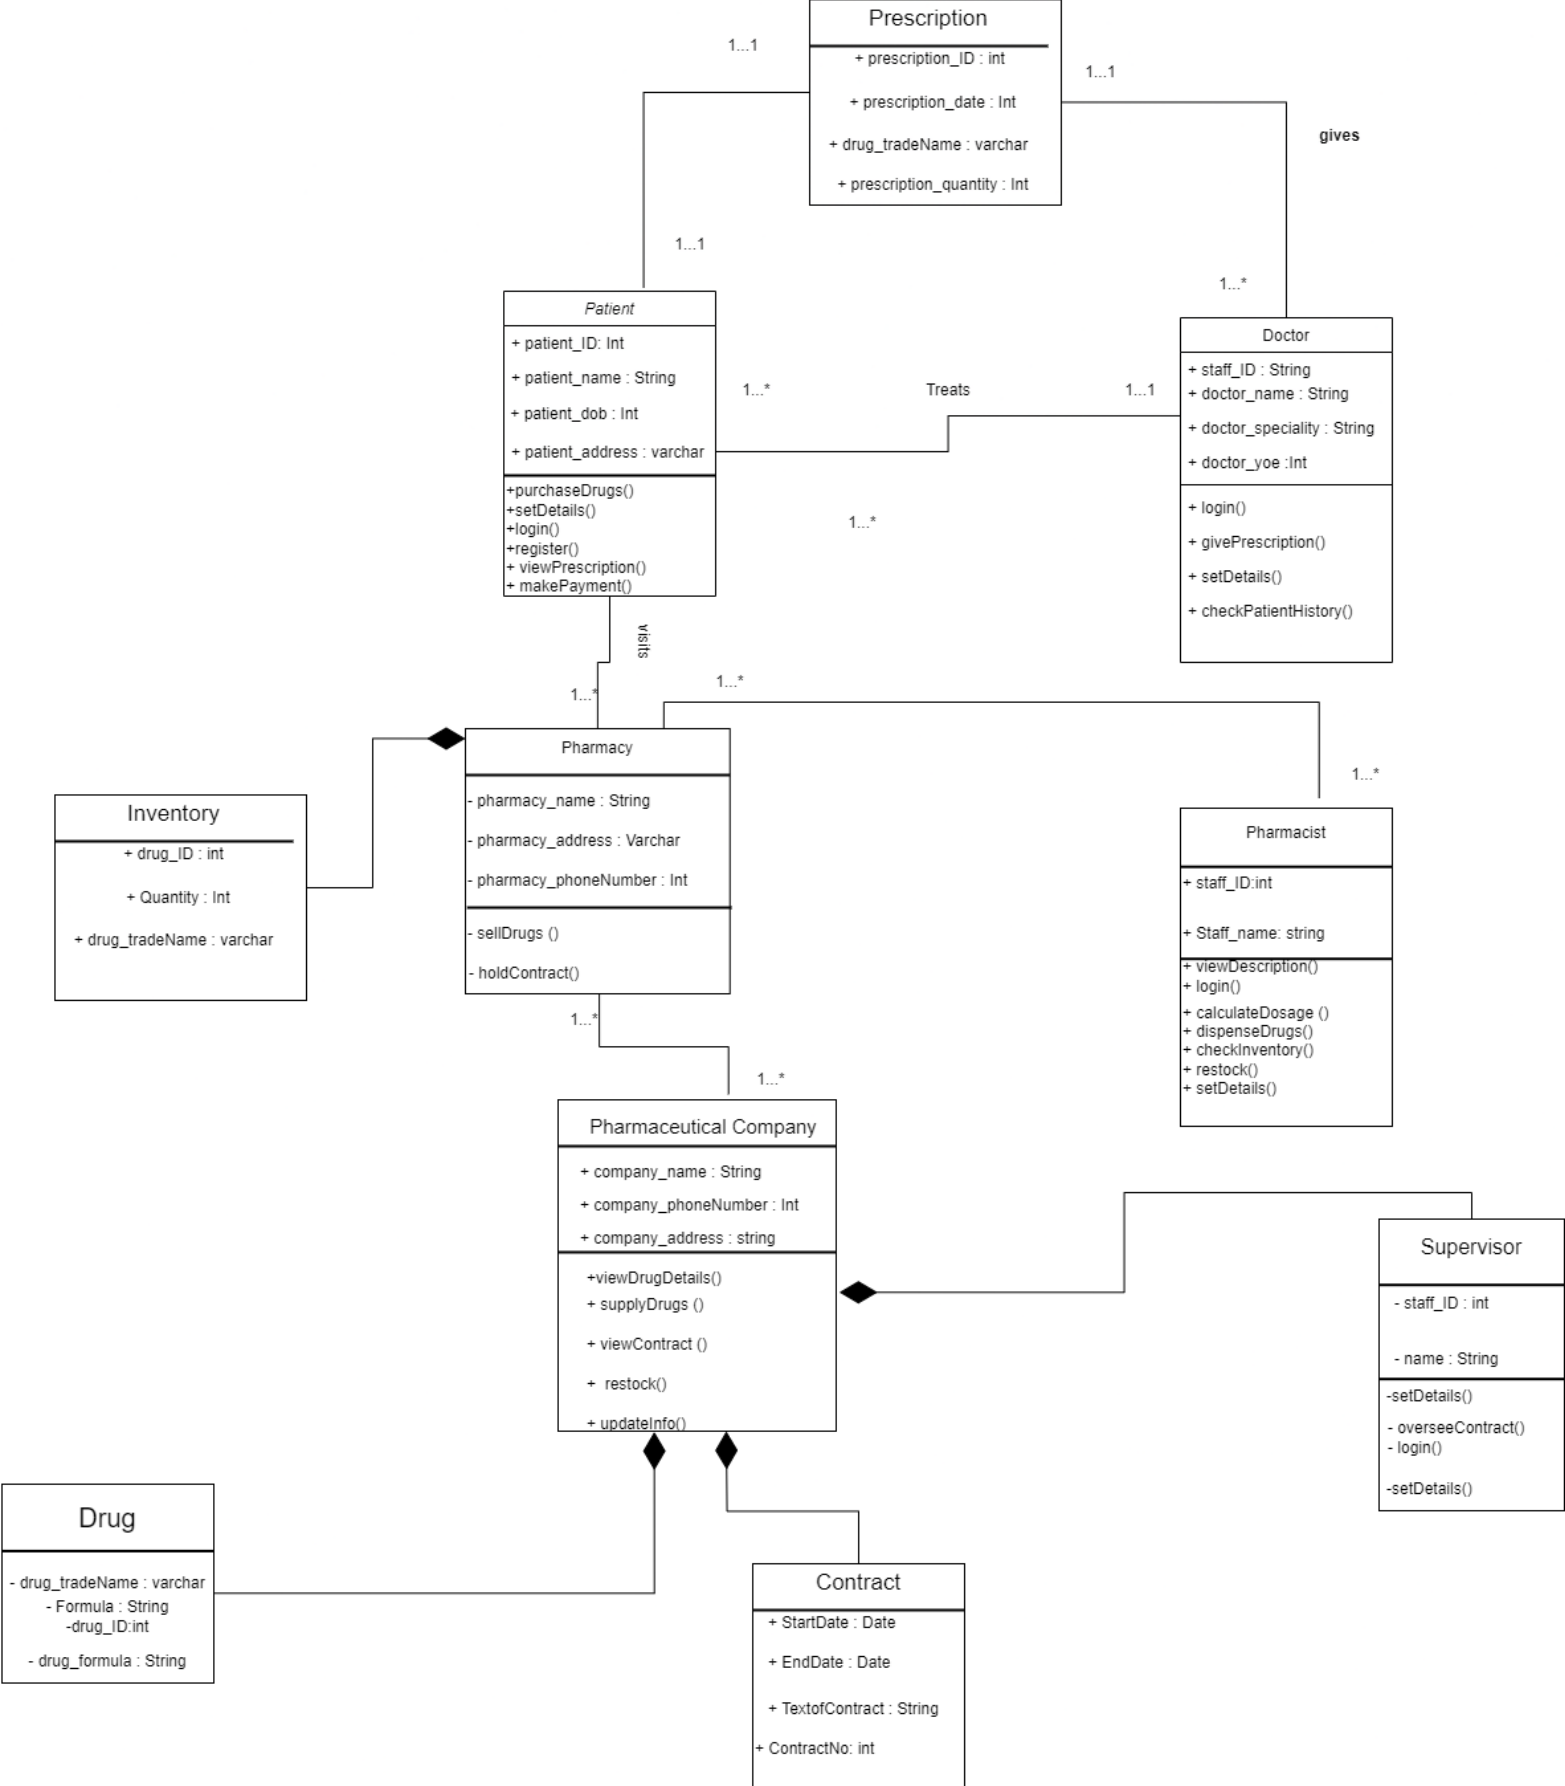 Prescription
+ prescription_ID : int
+ prescription_date : Int
+ drug_tradeName : varchar
+ prescription_quantity : Int
1...1
1...1
gives
1...1
1...*
Patient
+ patient_ID: Int
+ patient_name : String
+ patient_dob : Int
+ patient_address : varchar
+purchaseDrugs()
+setDetails()
+login()
+register()
+ viewPrescription()
+ makePayment()
1...*
Treats
1...1
Doctor
+ staff_ID : String
+ doctor_name : String
+ doctor_speciality : String
+ doctor_yoe :Int
+ login()
+ givePrescription()
+ setDetails()
+ checkPatientHistory()
1...*
visits
1...*
1...*
1...*
Pharmacy
- pharmacy_name : String
- pharmacy_address : Varchar
- pharmacy_phoneNumber : Int
- sellDrugs ()
- holdContract()
Inventory
+ drug_ID : int
+ Quantity : Int
+ drug_tradeName : varchar
Pharmacist
+ staff_ID:int
+ Staff_name: string
+ viewDescription()
+ login()
+ calculateDosage ()
+ dispenseDrugs()
+ checkInventory()
+ restock()
+ setDetails()
1...*
1...*
Pharmaceutical Company
+ company_name : String
+ company_phoneNumber : Int
+ company_address : string
+viewDrugDetails()
+ supplyDrugs ()
+ viewContract ()
+ restock()
+ updateInfo()
Supervisor
- staff_ID : int
- name : String
-setDetails()
- overseeContract()
- login()
-setDetails()
Drug
- drug_tradeName : varchar
- Formula : String
-drug_ID:int
- drug_formula : String
Contract
+ StartDate : Date
+ EndDate : Date
+ TextofContract : String
+ ContractNo: int